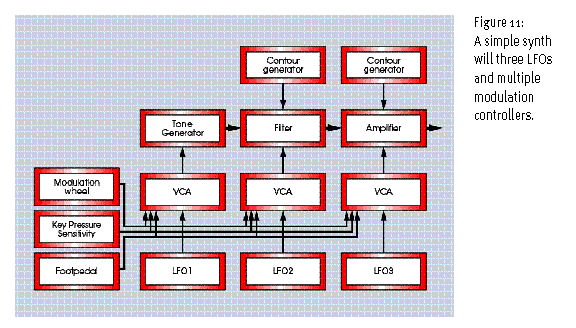 Contour
generator
Contour
generator
Tone
Generator
Filter
Amplifier
Modulation
wheel
VCA
VCA
VCA
Key Pressure
Sensitivity
Footpedal
LFO1
LFO2
LFO3
Figure 11:
A simple synth
will three LFOs
and multiple
modulation
controllers.